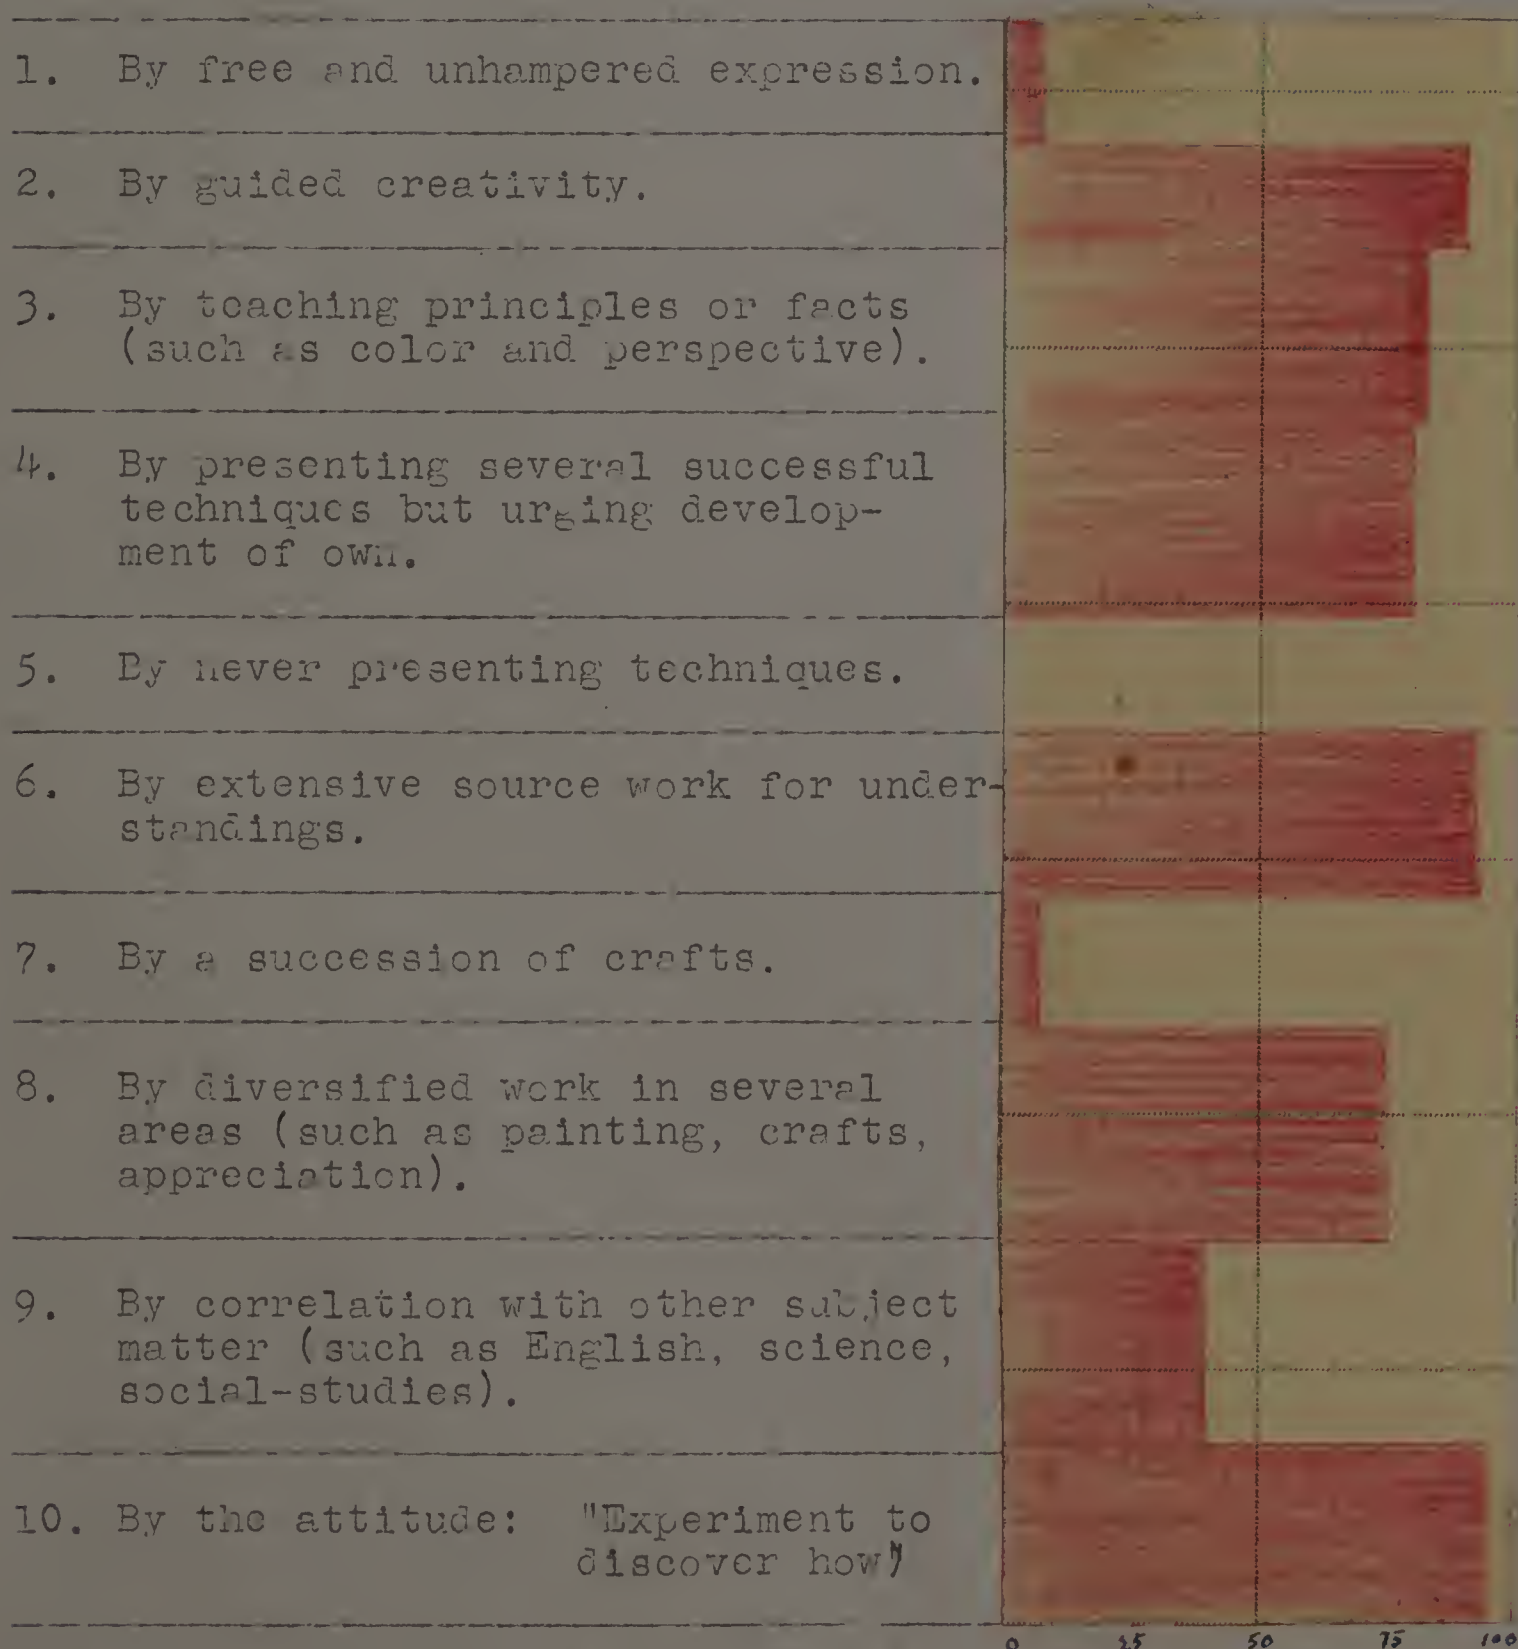 1. By free and unhampered expression.
2. By guided creativity.
3. By teaching principles or facts
(such as color and perspective).
4. By presenting several successful
techniques but urging develop-
ment of own.
5. By never presenting techniques.
6. By extensive source work for under-
standings.
7. By a succession of crafts.
8. By diversified work in several
areas (such as painting, crafts,
appreciation).
9. By correlation with other subject
matter (such as English, science,
social-studies).
10. By the attitude: "Experiment to
discover how"
0 25 50 75 100